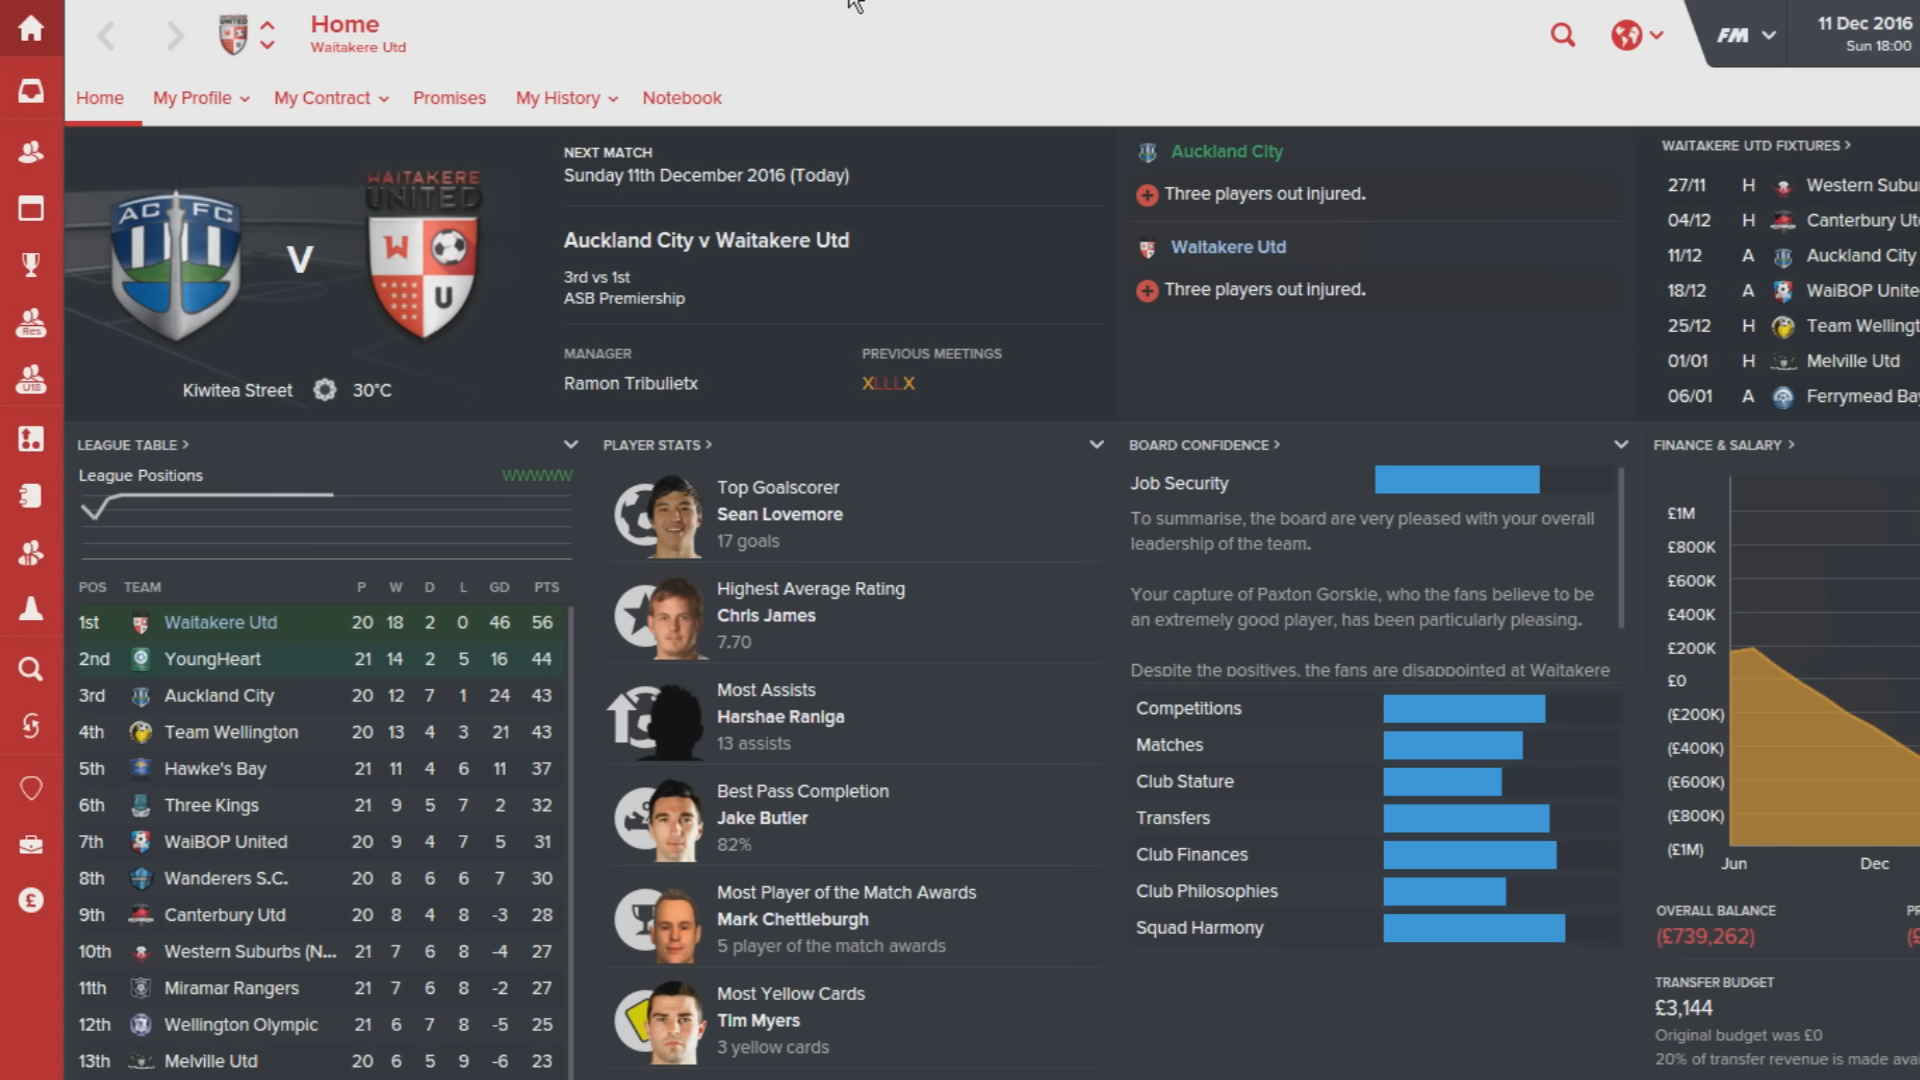 Home
Waitakere Utd
FM
11 Dec 2016
Sun 18:00
Home
My Profile
My Contract
Promises
My History
Notebook
AC FC
V
WAITAKERE
UNITED
W
U
Kiwitea Street
30°C
NEXT MATCH
Sunday 11th December 2016 (Today)
Auckland City v Waitakere Utd
3rd vs 1st
ASB Premiership
MANAGER
Ramon Tribulietx
PREVIOUS MEETINGS
XLLLX
Auckland City
Three players out injured.
Waitakere Utd
Three players out injured.
WAITAKERE UTD FIXTURES >
27/11 H Western Subu
04/12 H Canterbury Ut
11/12 A Auckland City
18/12 A WaiBOP Unite
25/12 H Team Wellingt
01/01 H Melville Utd
06/01 A Ferrymead Ba
Res
U18
LEAGUE TABLE >
League Positions
WWWWW
POS TEAM P W D L GD PTS
1st Waitakere Utd 20 18 2 0 46 56
2nd YoungHeart 21 14 2 5 16 44
3rd Auckland City 20 12 7 1 24 43
4th Team Wellington 20 13 4 3 21 43
5th Hawke's Bay 21 11 4 6 11 37
6th Three Kings 21 9 5 7 2 32
7th WaiBOP United 20 9 4 7 5 31
8th Wanderers S.C. 20 8 6 6 7 30
9th Canterbury Utd 20 8 4 8 -3 28
10th Western Suburbs (N... 21 7 6 8 -4 27
11th Miramar Rangers 21 7 6 8 -2 27
12th Wellington Olympic 21 6 7 8 -5 25
13th Melville Utd 20 6 5 9 -6 23
PLAYER STATS >
Top Goalscorer
Sean Lovemore
17 goals
Highest Average Rating
Chris James
7.70
Most Assists
Harshae Raniga
13 assists
Best Pass Completion
Jake Butler
82%
Most Player of the Match Awards
Mark Chettleburgh
5 player of the match awards
Most Yellow Cards
Tim Myers
3 yellow cards
BOARD CONFIDENCE >
Job Security
To summarise, the board are very pleased with your overall
leadership of the team.
Your capture of Paxton Gorskie, who the fans believe to be
an extremely good player, has been particularly pleasing.
Despite the positives, the fans are disappointed at Waitakere
Competitions
Matches
Club Stature
Transfers
Club Finances
Club Philosophies
Squad Harmony
FINANCE & SALARY >
£1M
£800K
£600K
£400K
£200K
£0
(£200K)
(£400K)
(£600K)
(£800K)
(£1M)
Jun
Dec
OVERALL BALANCE
(£739,262)
TRANSFER BUDGET
£3,144
Original budget was £0
20% of transfer revenue is made avai